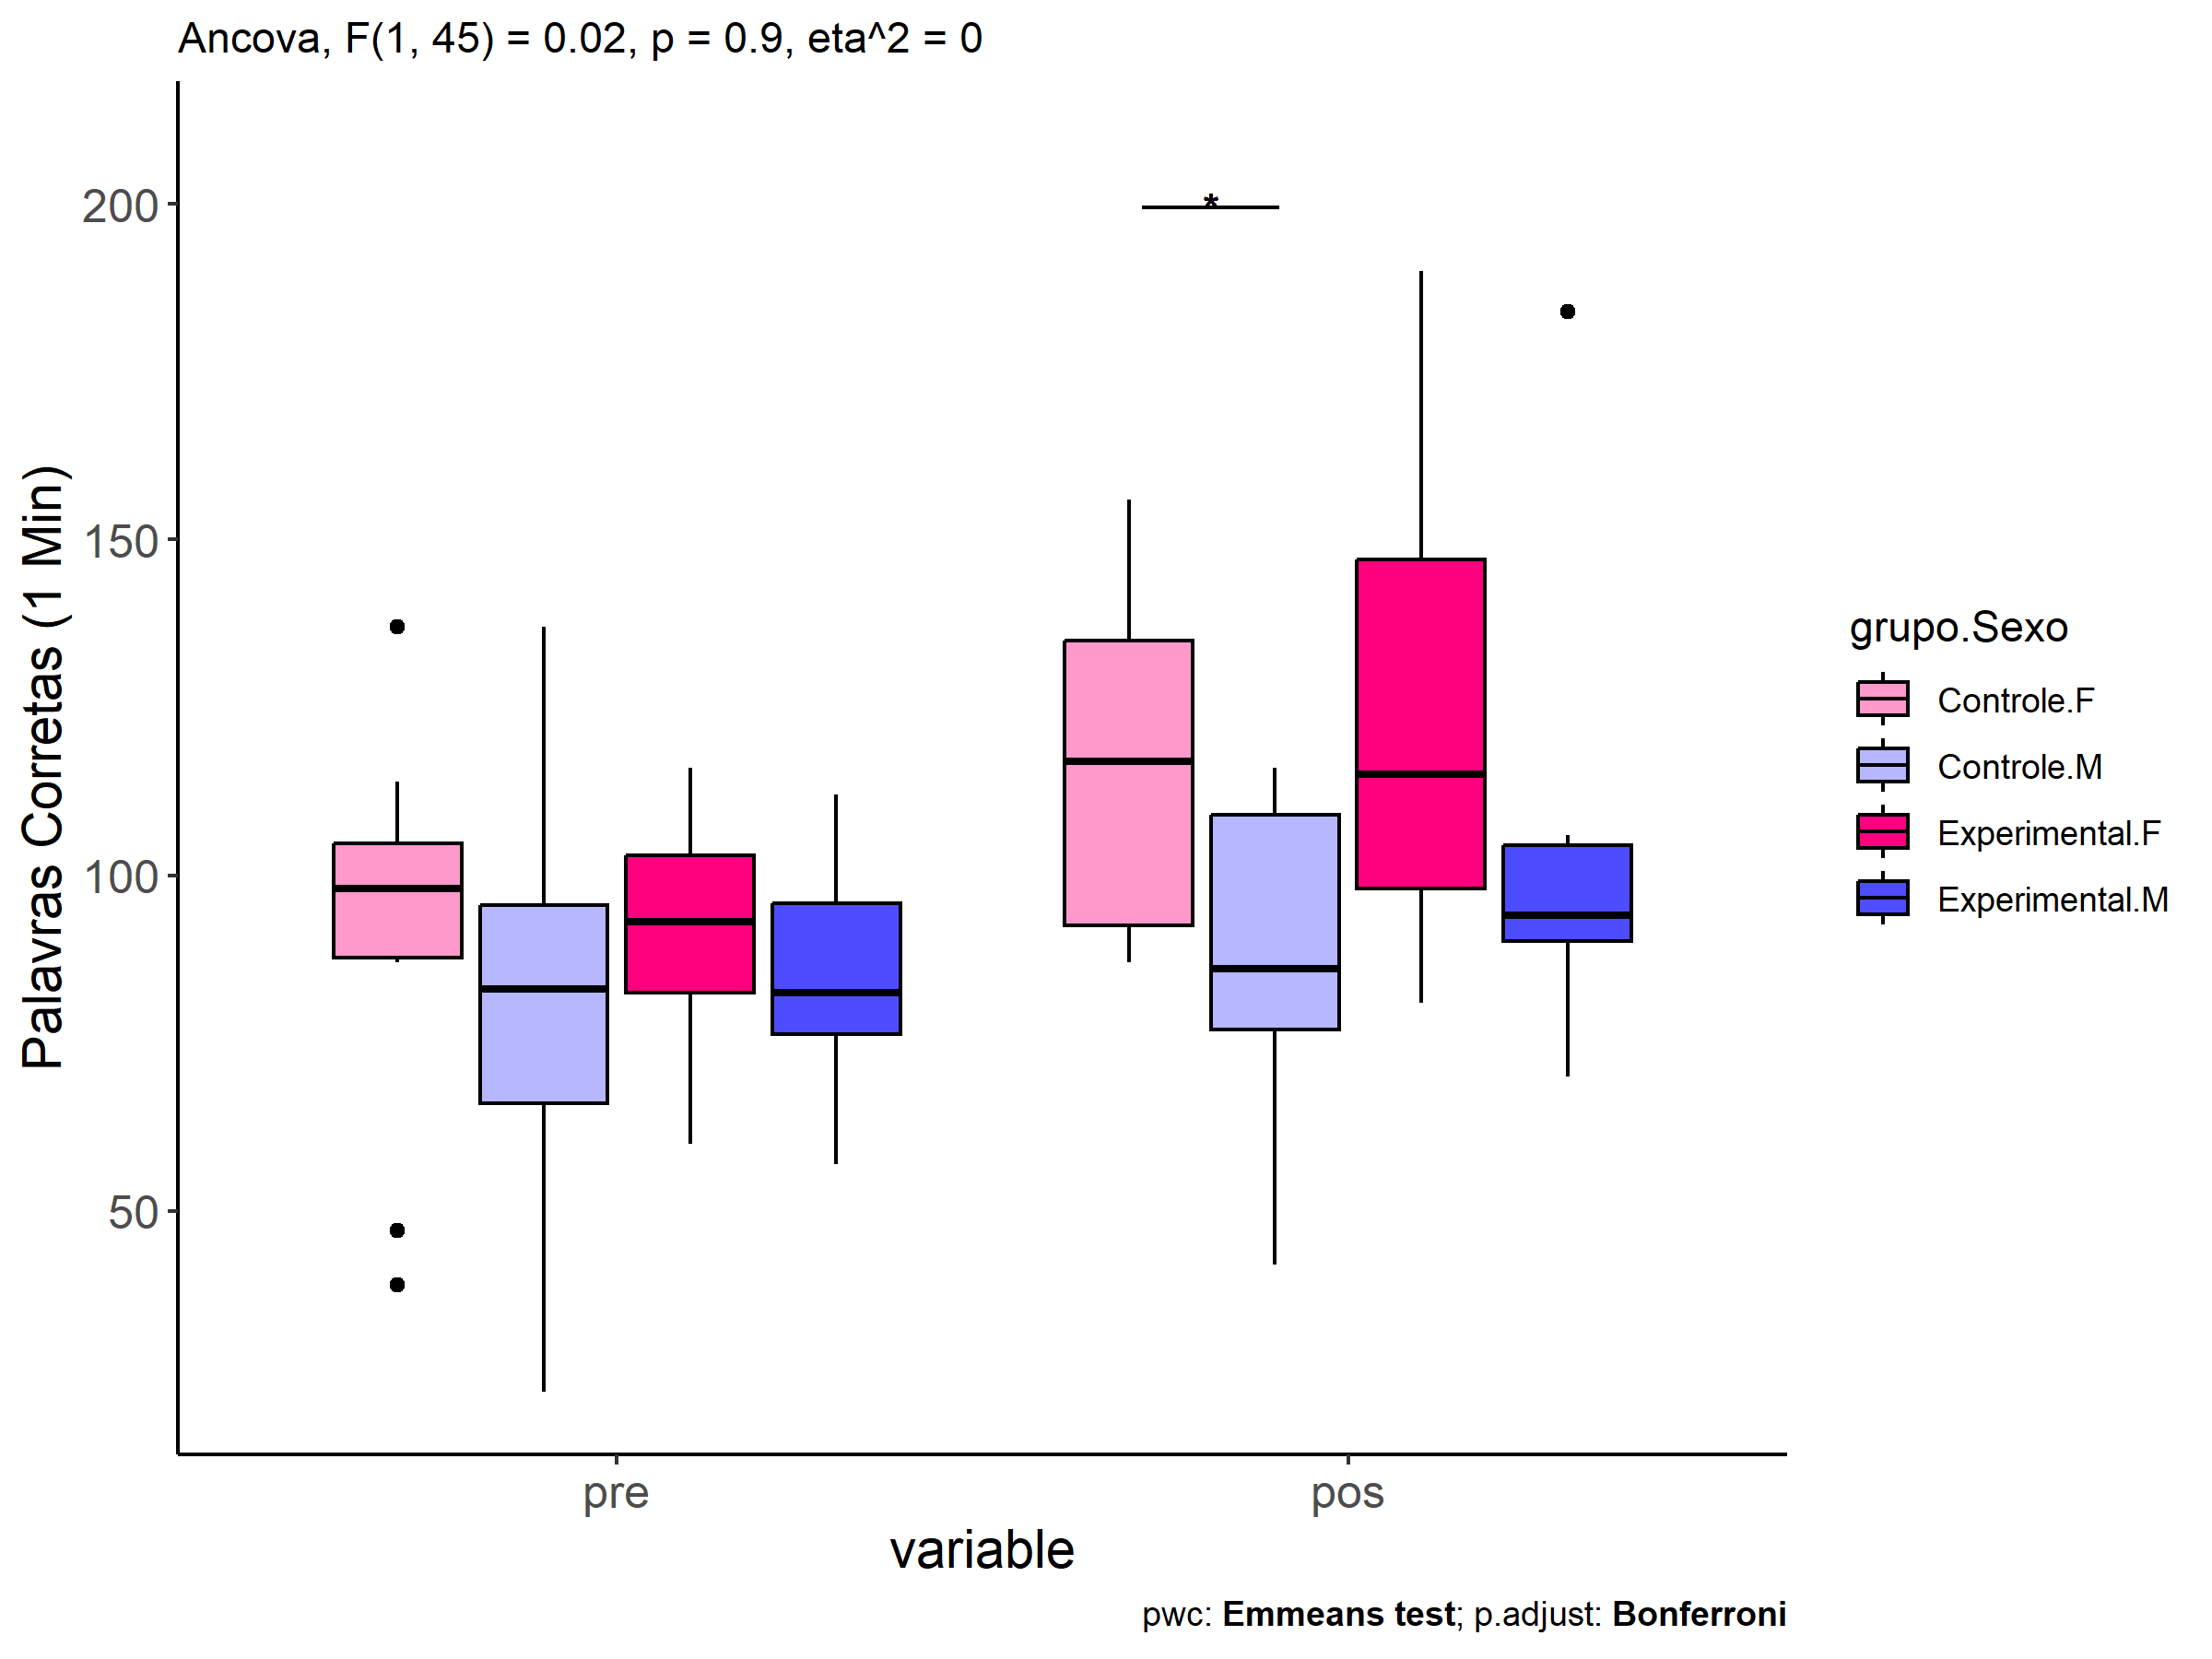 Ancova, F(1, 45) = 0.02, p = 0.9, eta^2 = 0
Palavras Corretas (1 Min)
200
150
100
50
*
pre
pos
variable
grupo.Sexo
Controle.F
Controle.M
Experimental.F
Experimental.M
pwc: Emmeans test; p.adjust: Bonferroni